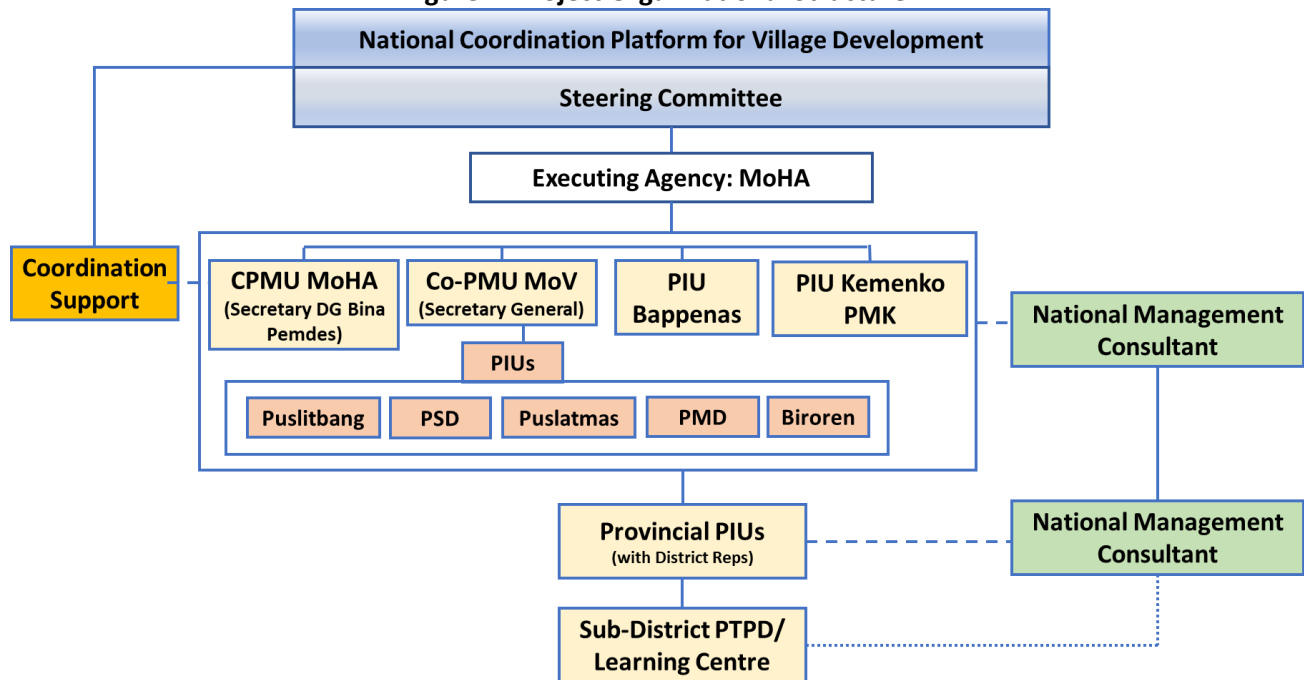 National Coordination Platform for Village Development
Steering Committee
Executing Agency: MoHA
Coordination
Support
CPMU MoHA
(Secretary DG Bina
Pemdes)
Co-PMU MoV
(Secretary General)
PIU
Bappenas
PIU Kemenko
PMK
National Management
Consultant
PIUs
Puslitbang
PSD
Puslatmas
PMD
Biroren
Provincial PIUs
(with District Reps)
National Management
Consultant
Sub-District PTPD/
Learning Centre